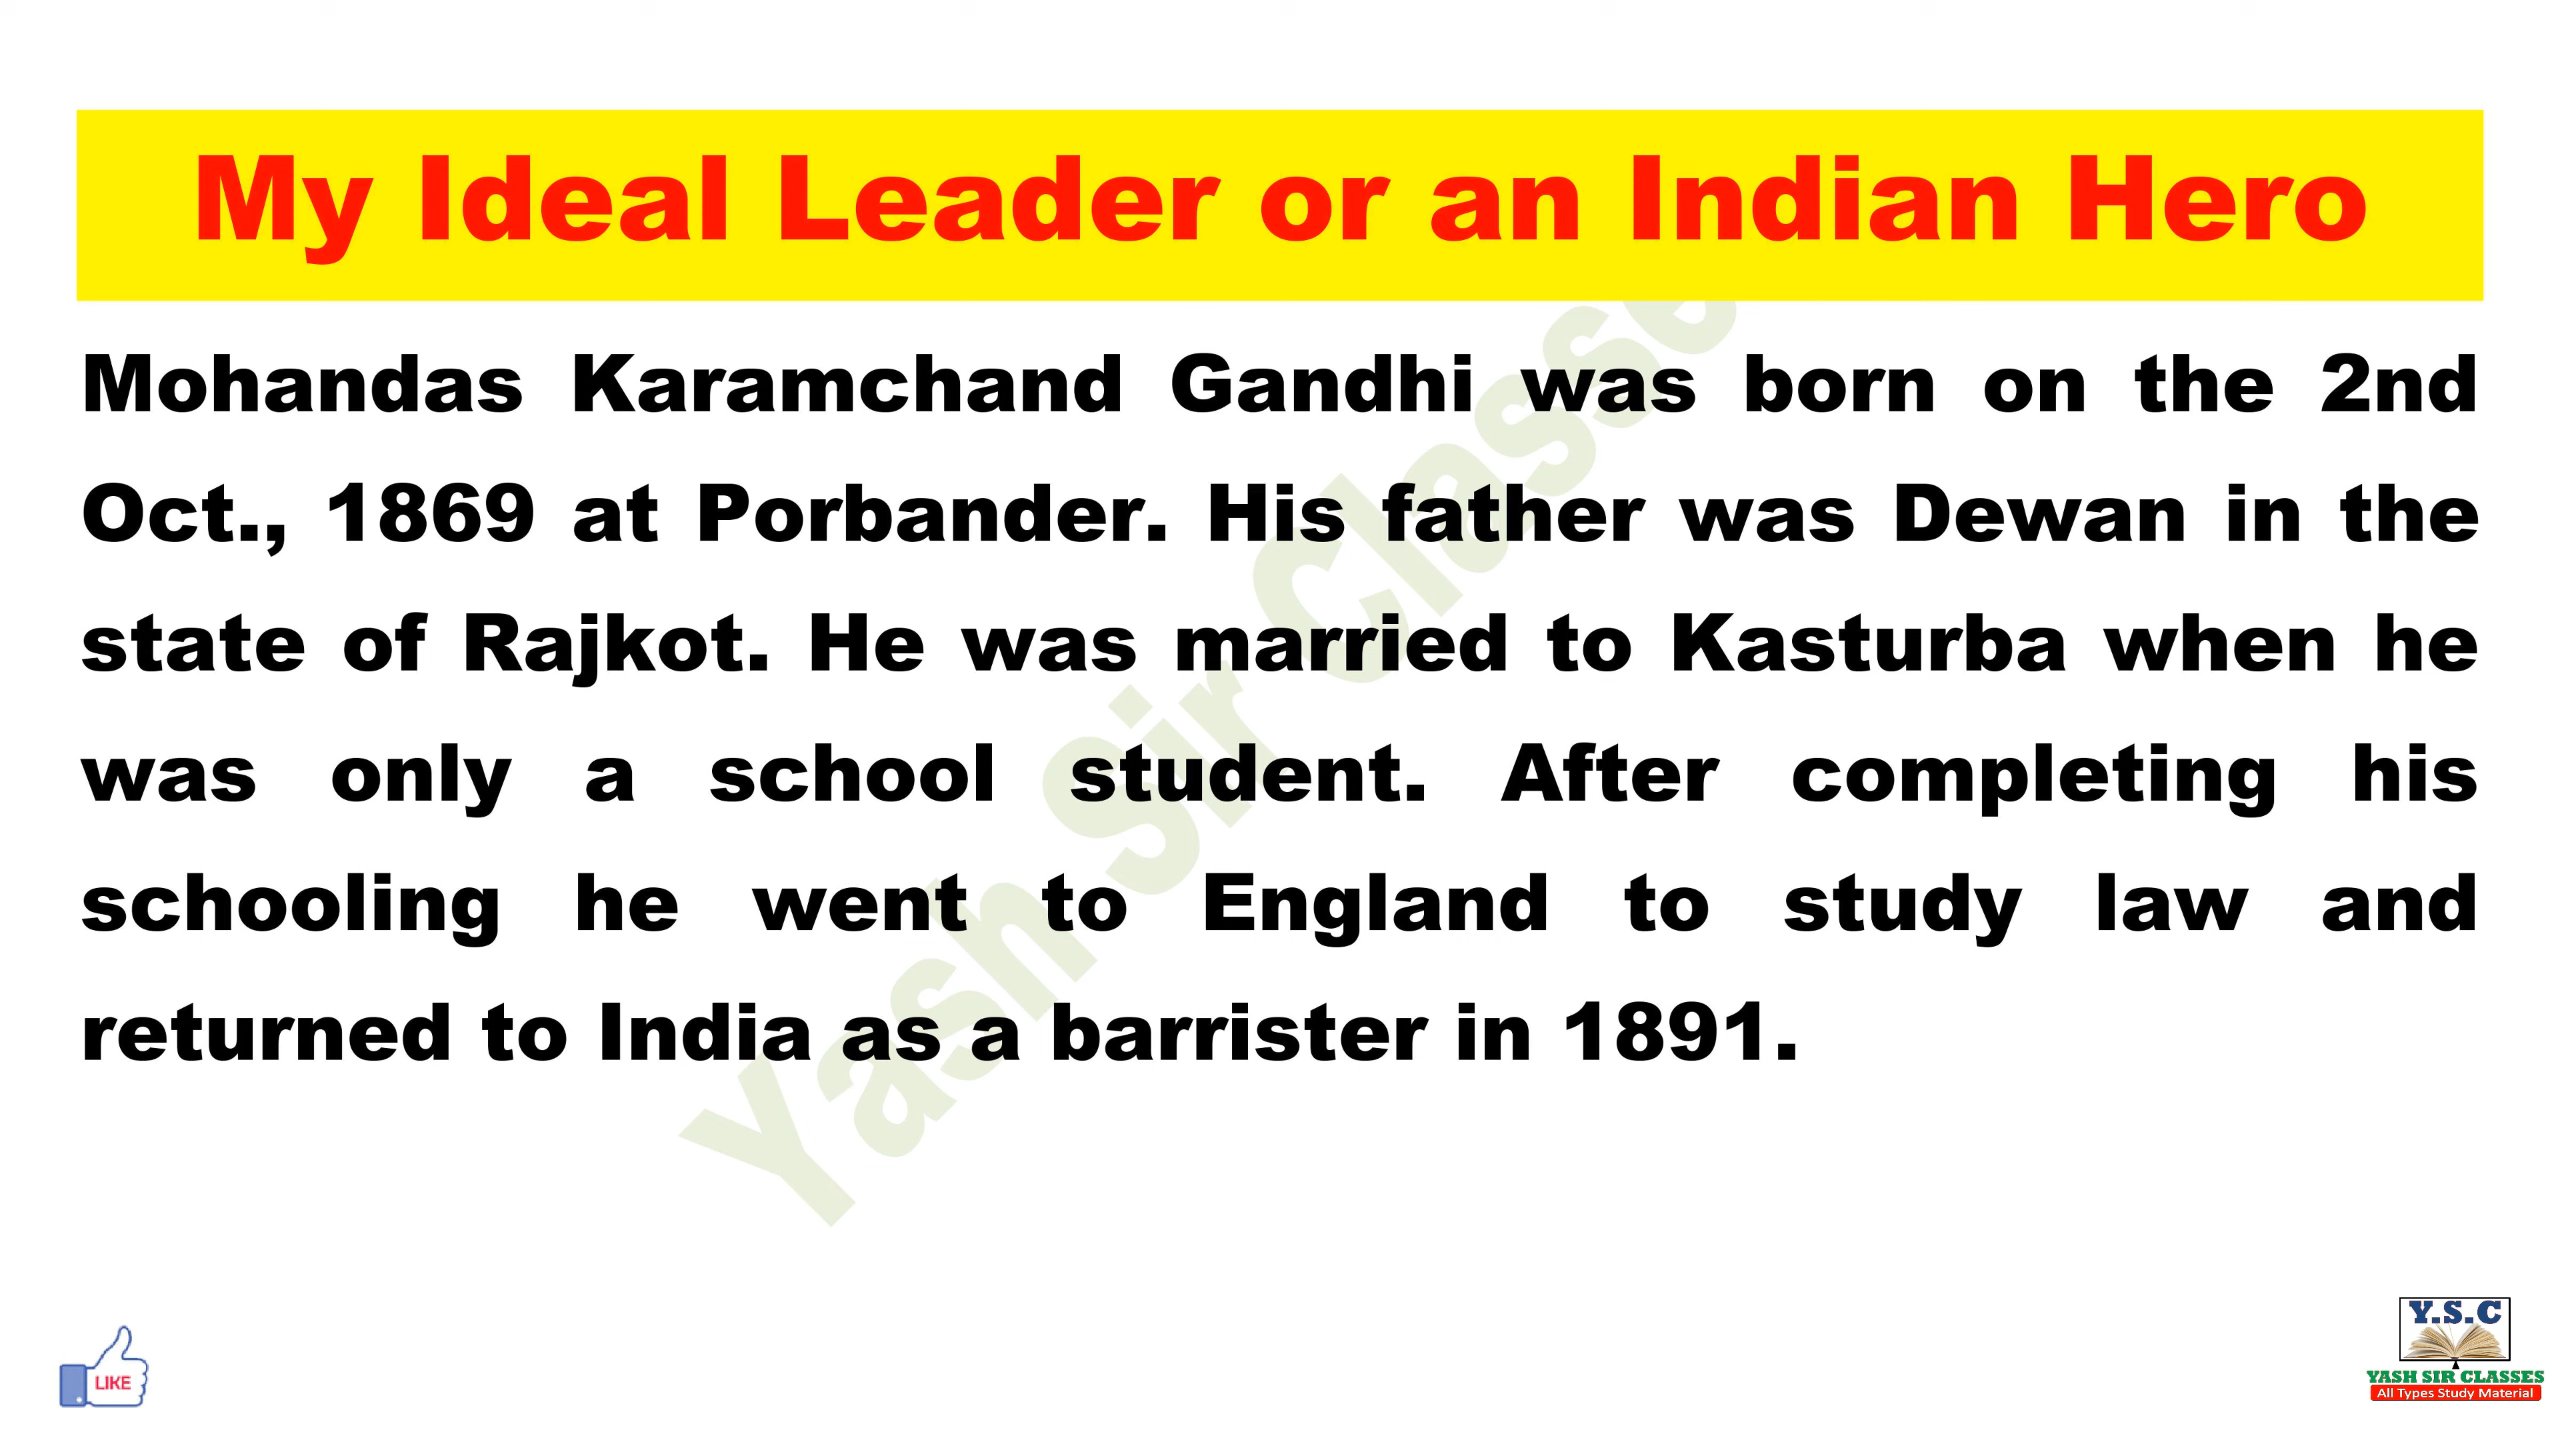 My Ideal Leader or an Indian Hero
Mohandas Karamchand Gandhi was born on the 2nd
Oct., 1869 at Porbander. His father was Dewan in the
state of Rajkot. He was married to Kasturba when he
was only a school student. After completing his
schooling he went to England to study law and
returned to India as a barrister in 1891.
Yash Sir Classe
LIKE
Y.S.C
YASH SIR CLASSES
All Types Study Material